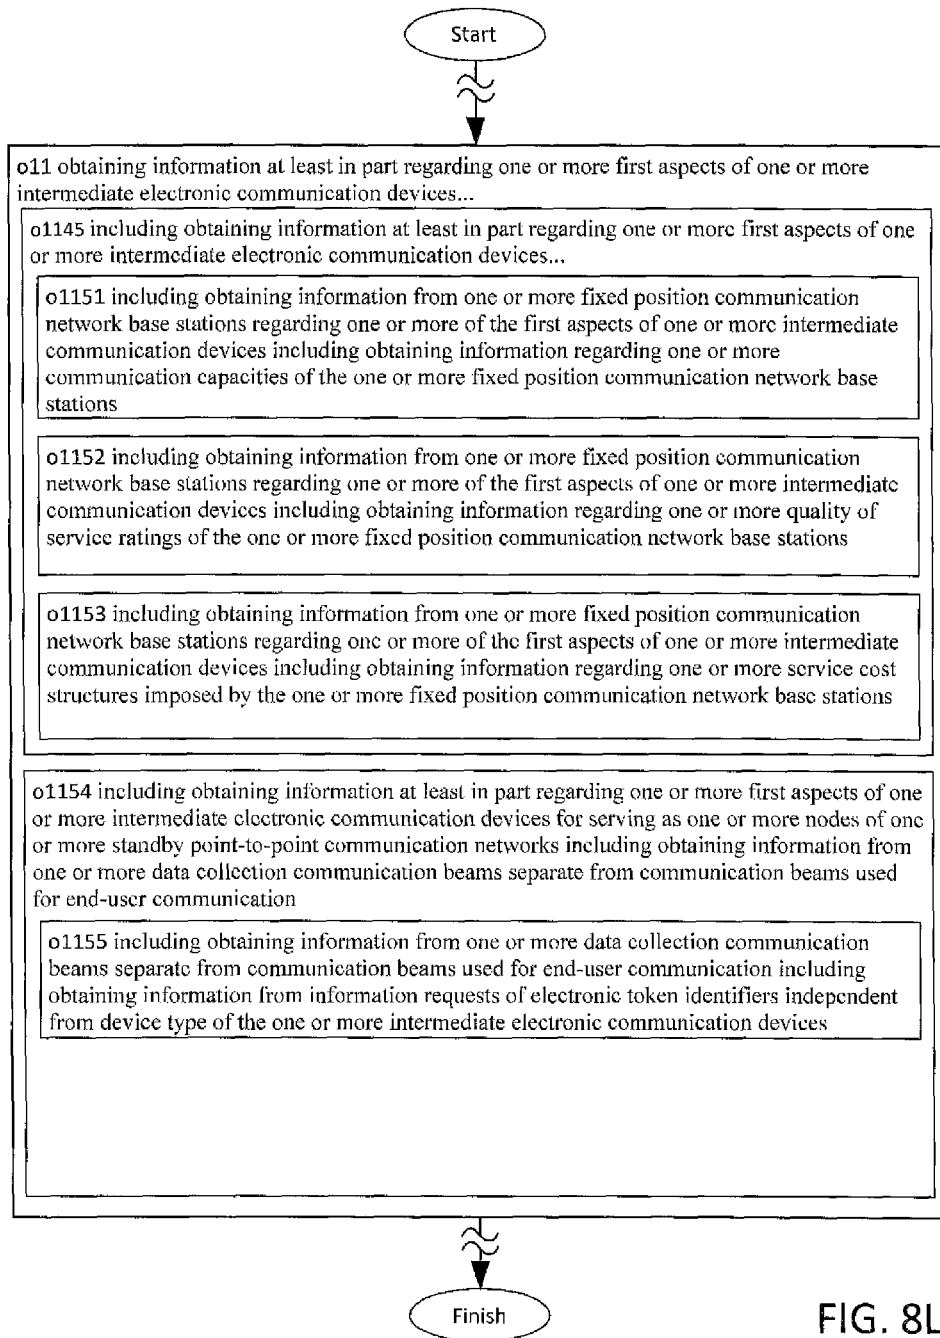 Start
o11 obtaining information at least in part regarding one or more first aspects of one or more
intermediate electronic communication devices...
o1145 including obtaining information at least in part regarding one or more first aspects of one
or more intermediate electronic communication devices...
o1151 including obtaining information from one or more fixed position communication
network base stations regarding one or more of the first aspects of one or more intermediate
communication devices including obtaining information regarding one or more
communication capacities of the one or more fixed position communication network base
stations
o1152 including obtaining information from one or more fixed position communication
network base stations regarding one or more of the first aspects of one or more intermediate
communication devices including obtaining information regarding one or more quality of
service ratings of the one or more fixed position communication network base stations
o1153 including obtaining information from one or more fixed position communication
network base stations regarding one or more of the first aspects of one or more intermediate
communication devices including obtaining information regarding one or more service cost
structures imposed by the one or more fixed position communication network base stations
o1154 including obtaining information at least in part regarding one or more first aspects of one
or more intermediate electronic communication devices for serving as one or more nodes of one
or more standby point-to-point communication networks including obtaining information from
one or more data collection communication beams separate from communication beams used
for end-user communication
o1155 including obtaining information from one or more data collection communication
beams separate from communication beams used for end-user communication including
obtaining information from information requests of electronic token identifiers indepndent
from device type of the one or more intermediate electronic communication devices
Finish
FIG. 8L